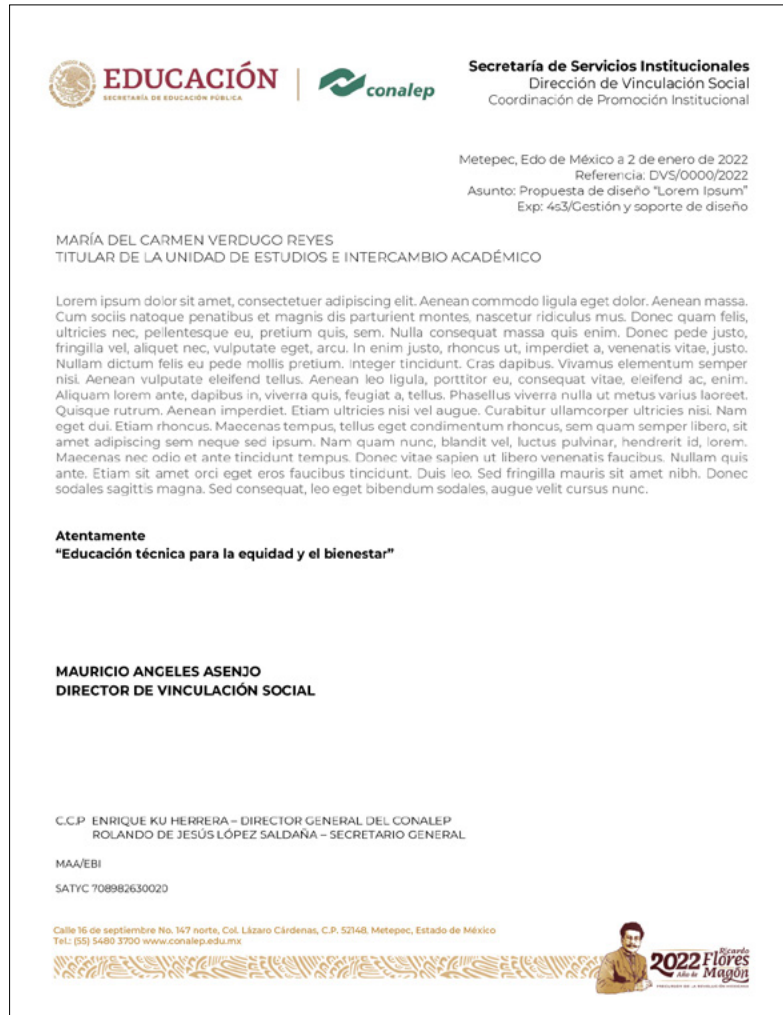 EDUCACIÓN
SECRETARÍA DE EDUCACIÓN PÚBLICA
conalep
Secretaría de Servicios Institucionales
Dirección de Vinculación Social
Coordinación de Promoción Institucional
Metepec, Edo de México a 2 de enero de 2022
Referencia: DVS/0000/2022
Asunto: Propuesta de diseño “Lorem Ipsum”
Exp: 4s3/Gestión y soporte de diseño
MARÍA DEL CARMEN VERDUGO REYES
TITULAR DE LA UNIDAD DE ESTUDIOS E INTERCAMBIO ACADÉMICO
Lorem ipsum dolor sit amet, consectetuer adipiscing elit. Aenean commodo ligula eget dolor. Aenean massa.
Cum sociis natoque penatibus et magnis dis parturient montes, nascetur ridiculus mus. Donec quam felis,
ultricies nec, pellentesque eu, pretium quis, sem. Nulla consequat massa quis enim. Donec pede justo,
fringilla vel, aliquet nec, vulputate eget, arcu. In enim justo, rhoncus ut, imperdiet a, venenatis vitae, justo.
Nullam dictum felis eu pede mollis pretium. Integer tincidunt. Cras dapibus. Vivamus elementum semper
nisi. Aenean vulputate eleifend tellus. Aenean leo ligula, porttitor eu, consequat vitae, eleifend ac, enim.
Aliquam lorem ante, dapibus in, viverra quis, feugiat a, tellus. Phasellus viverra nulla ut metus varius laoreet.
Quisque rutrum. Aenean imperdiet. Etiam ultricies nisi vel augue. Curabitur ullamcorper ultricies nisi. Nam
eget dui. Etiam rhoncus. Maecenas tempus, tellus eget condimentum rhoncus, sem quam semper libero, sit
amet adipiscing sem neque sed ipsum. Nam quam nunc, blandit vel, luctus pulvinar, hendrerit id, lorem.
Maecenas nec odio et ante tincidunt tempus. Donec vitae sapien ut libero venenatis faucibus. Nullam quis
ante. Etiam sit amet orci eget eros faucibus tincidunt. Duis leo. Sed fringilla mauris sit amet nibh. Donec
sodales sagittis magna. Sed consequat, leo eget bibendum sodales, augue velit cursus nunc.
Atentamente
“Educación técnica para la equidad y el bienestar”
MAURICIO ANGELES ASENJO
DIRECTOR DE VINCULACIÓN SOCIAL
C.C.P ENRIQUE KU HERRERA – DIRECTOR GENERAL DEL CONALEP
ROLANDO DE JESÚS LÓPEZ SALDAÑA – SECRETARIO GENERAL
MAA/EBI
SATYC 708982630020
Calle 16 de septiembre No. 147 norte, Col. Lázaro Cárdenas, C.P. 52148, Metepec, Estado de México
Tel.: (55) 5480 3700 www.conalep.edu.mx
2022 Ricardo
Año de Flores
Magón
PRECURSOR DE LA REVOLUCIÓN MEXICANA